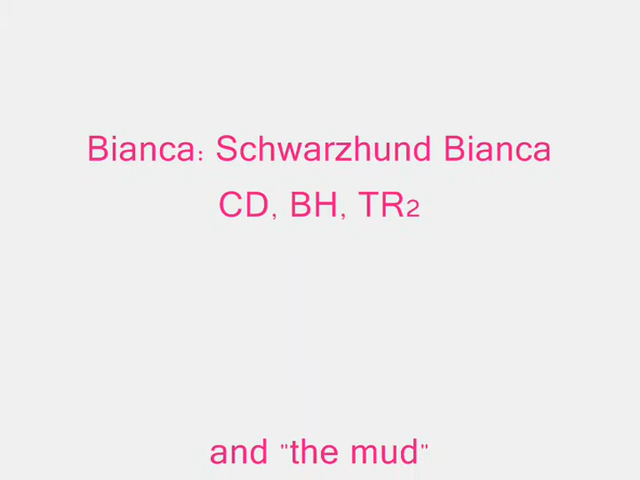 Bianca: Schwarzhund Bianca
CD, BH, TR2
and "the mud"